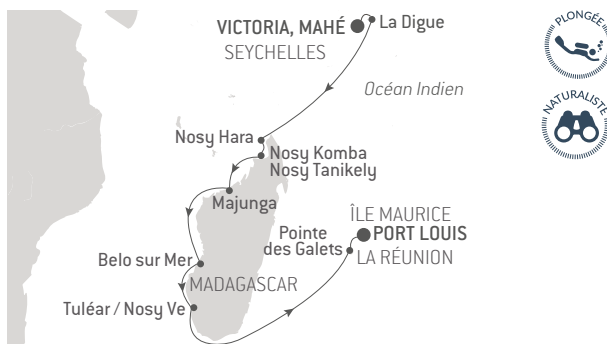 VICTORIA, MAHÉ
SEYCHELLES
La Digue
Océan Indien
Nosy Hara
Nosy Komba
Nosy Tanikely
Majunga
ÎLE MAURICE
PORT LOUIS
Pointe
des Galets
LA RÉUNION
Belo sur Mer
MADAGASCAR
Tuléar / Nosy Ve
PLONGÉE
NATURALISTE